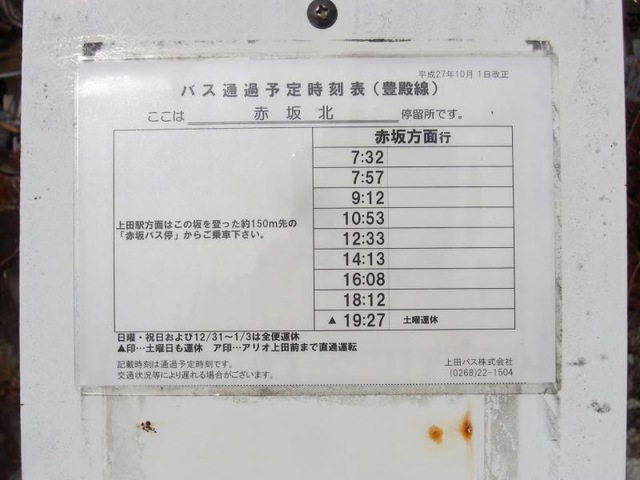 平成27年10月 1日改正
バス通過予定時刻表(豊殿線)
ここは 赤坂北 停留所です。
赤坂方面行
7:32
7:57
9:12
10:53
12:33
14:13
16:08
18:12
▲ 19:27 土曜運休
上田駅方面はこの坂を登った約150m先の
「赤坂バス停」からご乗車下さい。
日曜・祝日および12/31～1/3は全便運休
▲印…土曜日も運休 ア印…アリオ上田前まで直通運転
記載時刻は通過予定時刻です。
交通状況等により遅れる場合がございます。
上田バス株式会社
(0268)22-1504